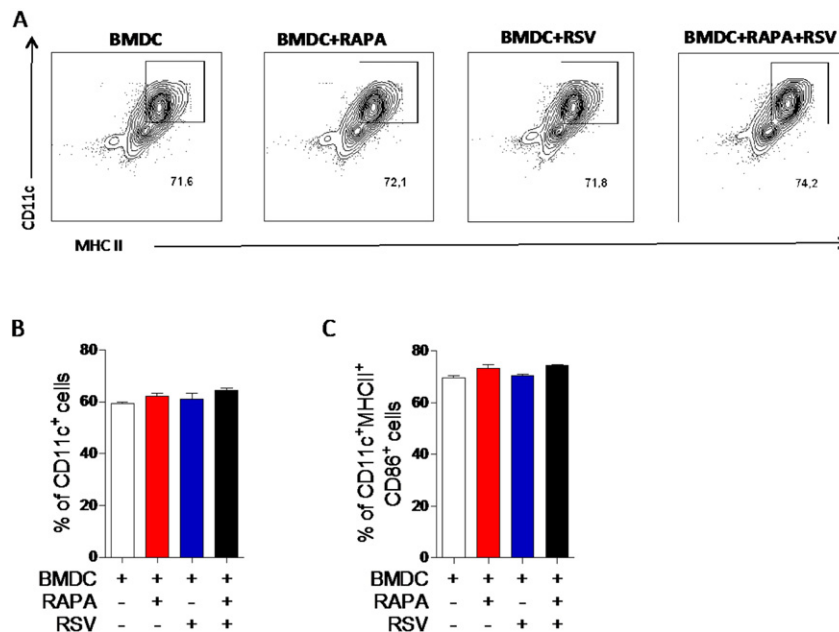 A
BMDC
BMDC+RAPA
BMDC+RSV
BMDC+RAPA+RSV
CD11c
71,6
72,1
71,8
74,2
MHC II
B
% of CD11c+ cells
80
60
40
20
0
BMDC + + + +
RAPA - + - +
RSV - - + +
C
% of CD11c+MHCII+
CD86+ cells
80
60
40
20
0
BMDC + + + +
RAPA - + - +
RSV - - + +